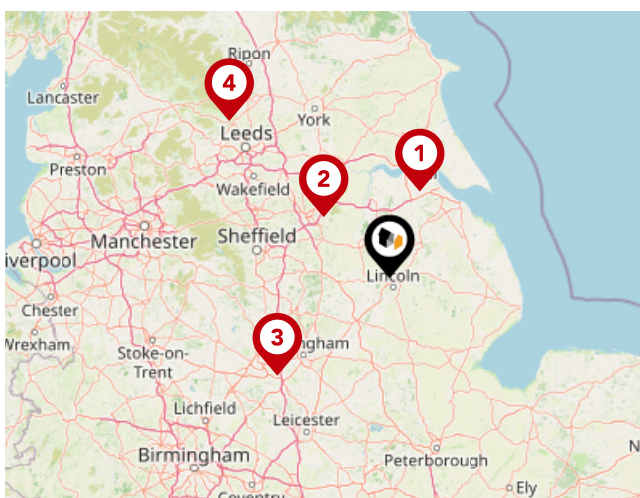 Ripon
4
Lancaster
York
Leeds
1
Preston
Wakefield
2
Manchester
Sheffield
iverpool
Lincoln
Chester
3
Wrexham
Stoke-on-
Trent
ngham
Lichfield
Leicester
Birmingham
Peterborough
N
Coventry
Ely